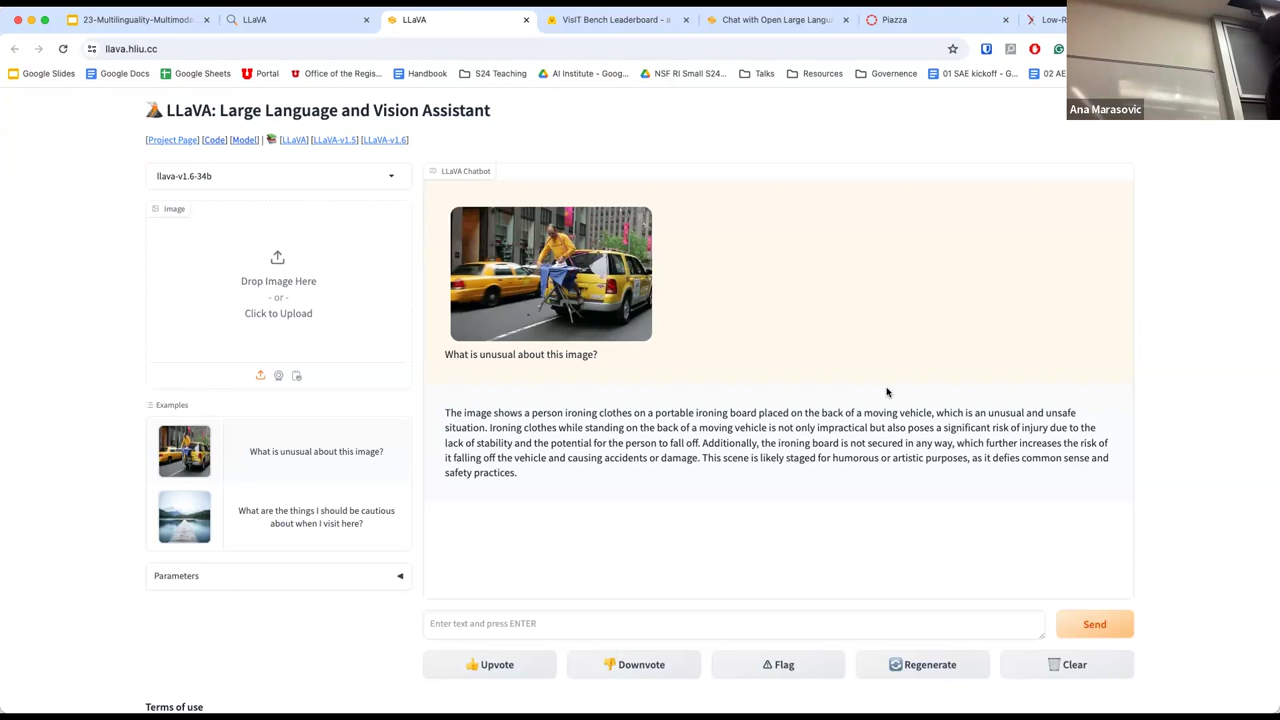 23-Multilinguality-Multimoda
LLaVA
LLaVA
VisIT Bench Leaderboard - a
Chat with Open Large Langu
Piazza
Low-R
llava.hliu.cc
Google Slides
Google Docs
Google Sheets
Portal
Office of the Regis...
Handbook
S24 Teaching
AI Institute - Goog...
NSF RI Small S24...
Talks
Resources
Governence
01 SAE kickoff - G...
02 AE
Ana Marasovic
🌋 LLaVA: Large Language and Vision Assistant
[Project Page] [Code] [Model] | 📚 [LLaVA] [LLaVA-v1.5] [LLaVA-v1.6]
llava-v1.6-34b
Image
Drop Image Here
- or -
Click to Upload
Examples
What is unusual about this image?
What are the things I should be cautious
about when I visit here?
Parameters
LLaVA Chatbot
What is unusual about this image?
The image shows a person ironing clothes on a portable ironing board placed on the back of a moving vehicle, which is an unusual and unsafe
situation. Ironing clothes while standing on the back of a moving vehicle is not only impractical but also poses a significant risk of injury due to the
lack of stability and the potential for the person to fall off. Additionally, the ironing board is not secured in any way, which further increases the risk of
it falling off the vehicle and causing accidents or damage. This scene is likely staged for humorous or artistic purposes, as it defies common sense and
safety practices.
Enter text and press ENTER
Send
👍 Upvote
👎 Downvote
⚠ Flag
🔄 Regenerate
🗑 Clear
Terms of use